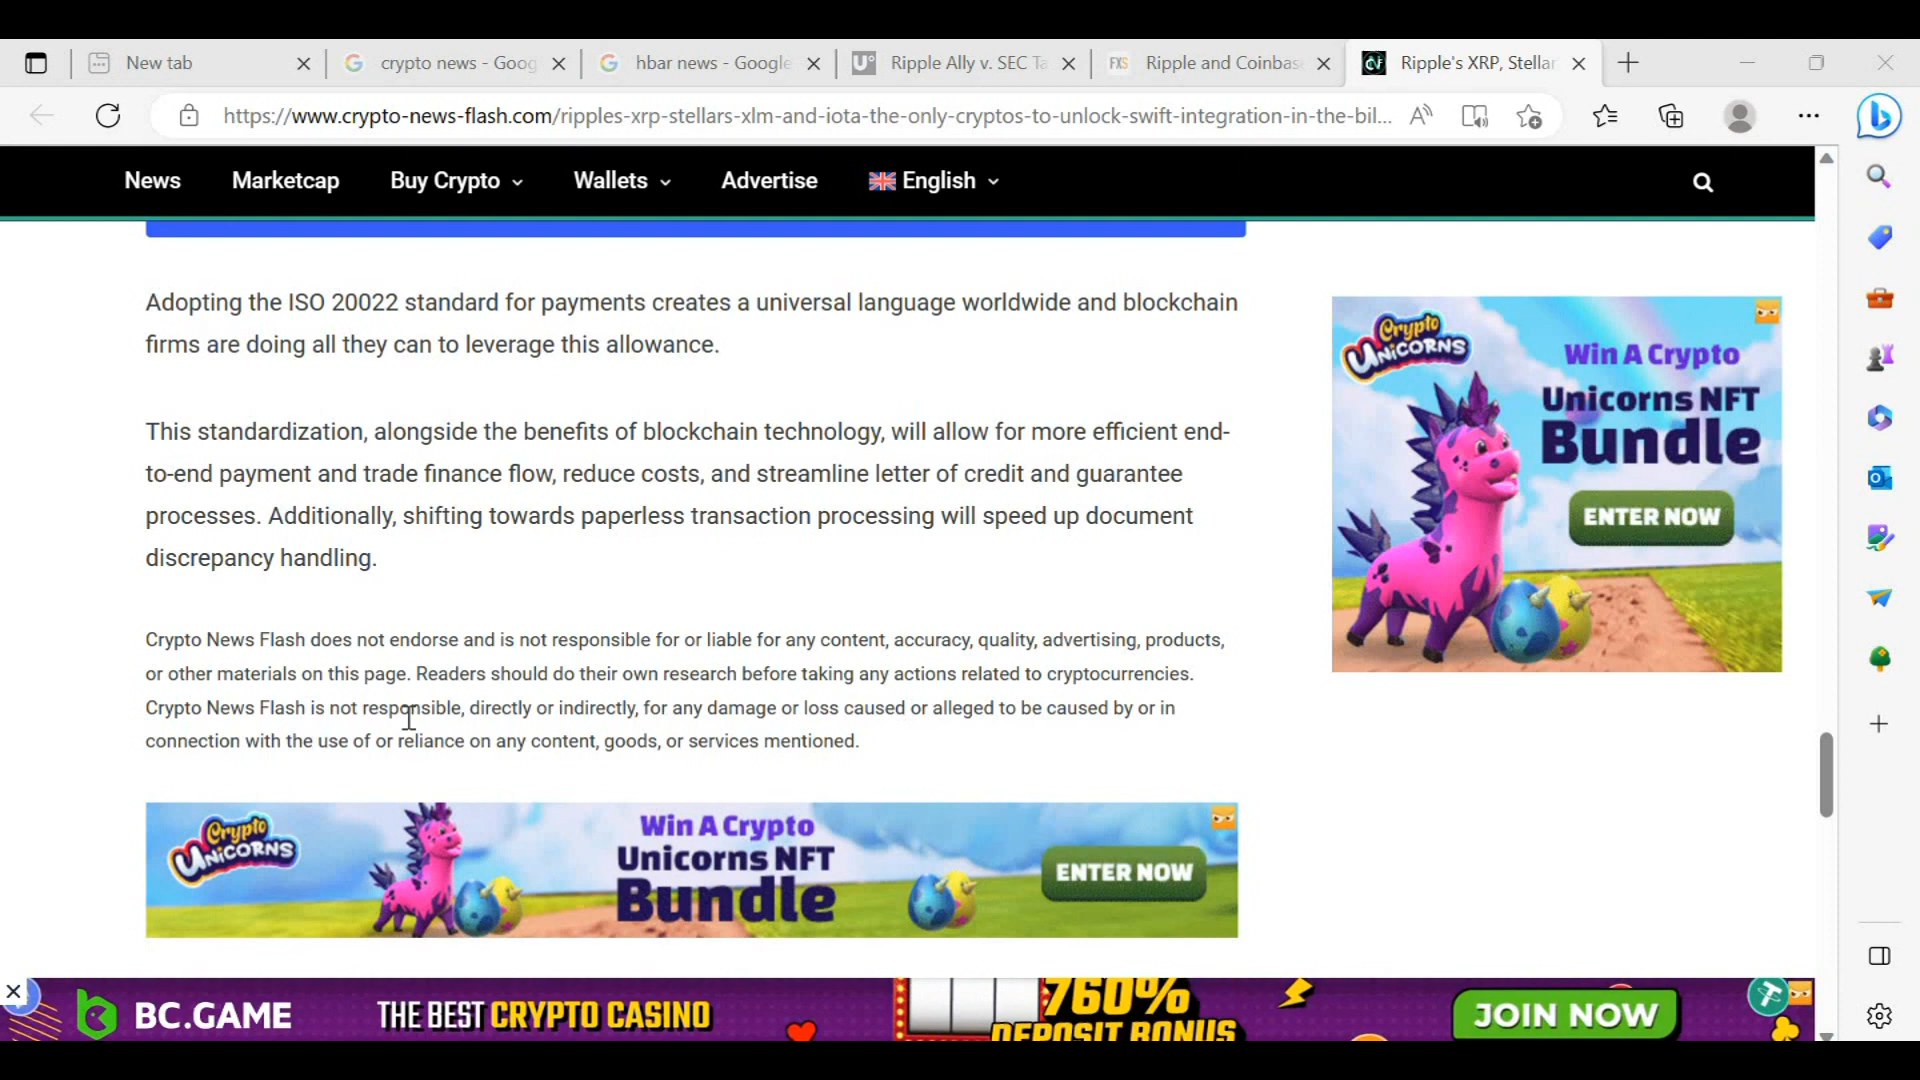 New tab
crypto news - Goog
hbar news - Google
U°
Ripple Ally v. SEC Ta
FXS
Ripple and Coinbas
Ripple's XRP, Stellar
https://www.crypto-news-flash.com/ripples-xrp-stellars-xlm-and-iota-the-only-cryptos-to-unlock-swift-integration-in-the-bil...
News Marketcap Buy Crypto Wallets Advertise English
Adopting the ISO 20022 standard for payments creates a universal language worldwide and blockchain
firms are doing all they can to leverage this allowance.
This standardization, alongside the benefits of blockchain technology, will allow for more efficient end-
to-end payment and trade finance flow, reduce costs, and streamline letter of credit and guarantee
processes. Additionally, shifting towards paperless transaction processing will speed up document
discrepancy handling.
Crypto News Flash does not endorse and is not responsible for or liable for any content, accuracy, quality, advertising, products,
or other materials on this page. Readers should do their own research before taking any actions related to cryptocurrencies.
Crypto News Flash is not responsible, directly or indirectly, for any damage or loss caused or alleged to be caused by or in
connection with the use of or reliance on any content, goods, or services mentioned.
Crypto
UNICORNS
Win A Crypto
Unicorns NFT
Bundle
ENTER NOW
Crypto
UNICORNS
Win A Crypto
Unicorns NFT
Bundle
ENTER NOW
BC.GAME
THE BEST CRYPTO CASINO
760%
DEPOSIT BONUS
JOIN NOW